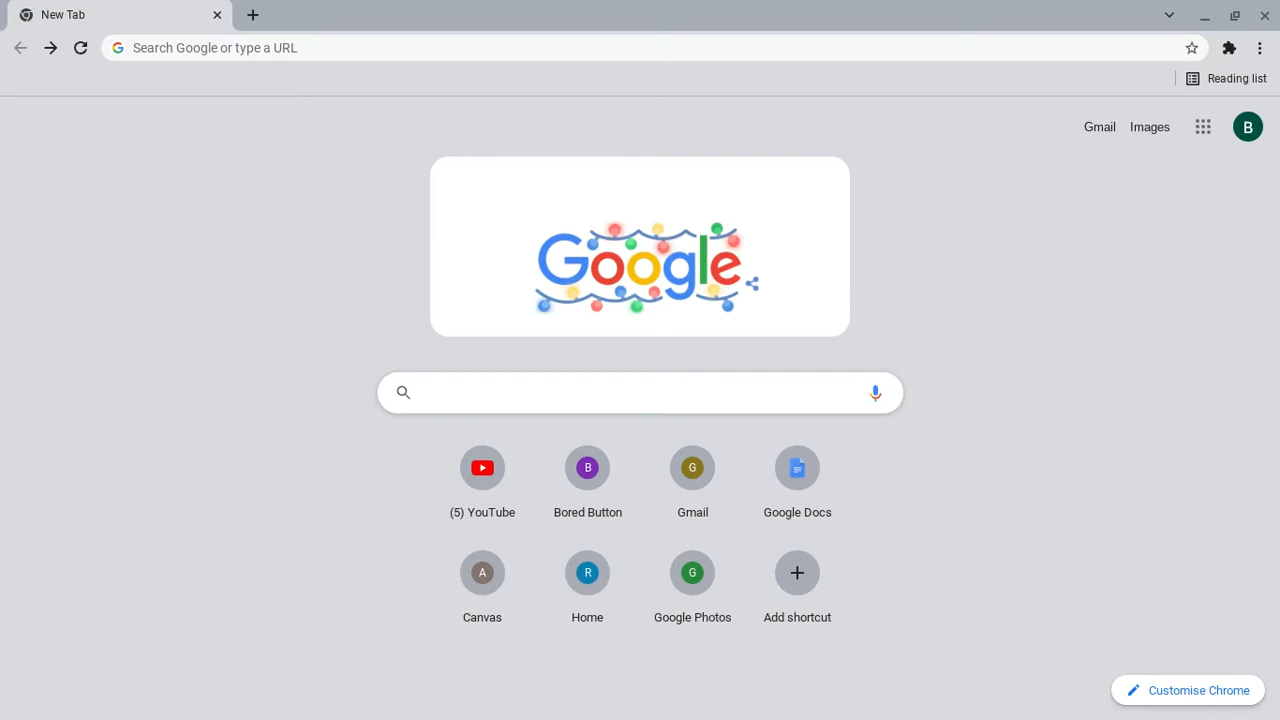 New Tab
Search Google or type a URL
Reading list
Gmail Images
B
Google
B G
(5) YouTube Bored Button Gmail Google Docs
A R G
Canvas Home Google Photos Add shortcut
Customise Chrome